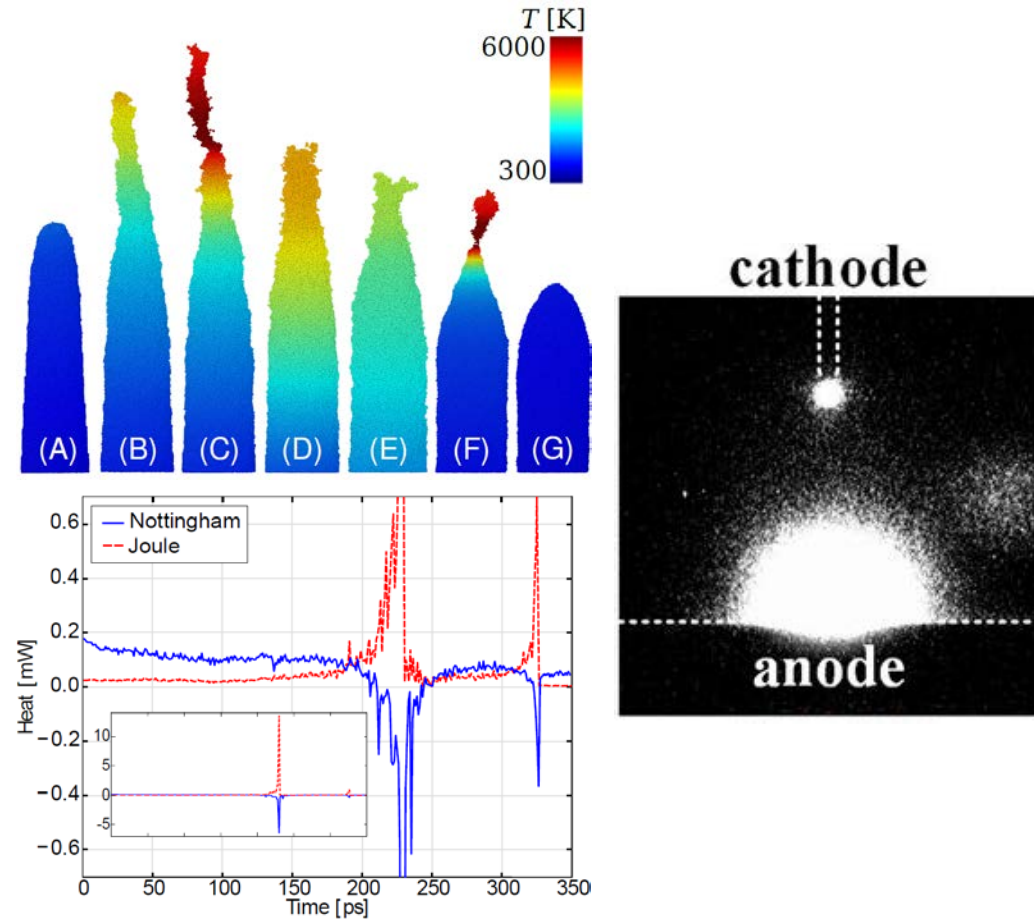 T [K]
6000
300
(A) (B) (C) (D) (E) (F) (G)
Nottingham
Joule
0.6
0.4
0.2
0.0
−0.2
−0.4
−0.6
Heat [mW]
10
5
0
-5
0 50 100 150 200 250 300 350
Time [ps]
cathode
anode